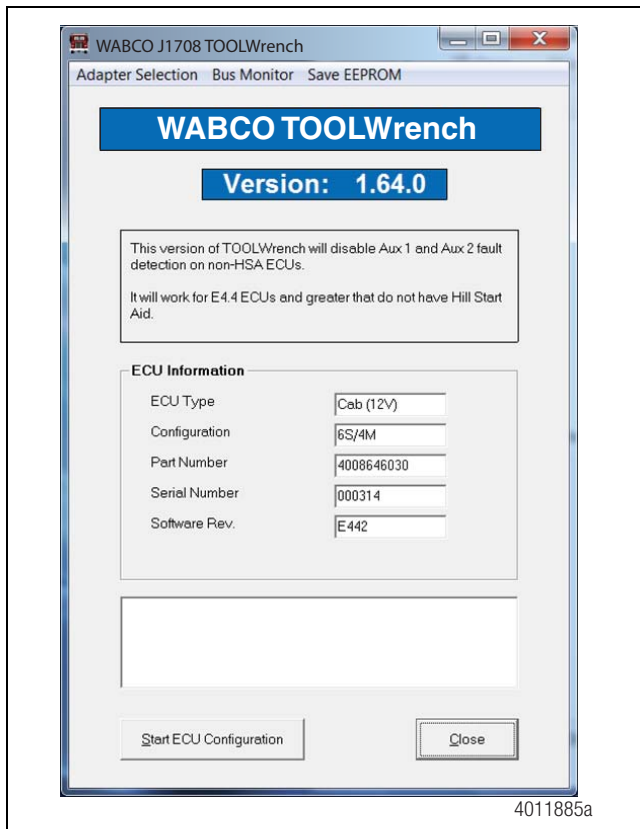 WABCO J1708 TOOLWrench
Adapter Selection Bus Monitor Save EEPROM
WABCO TOOLWrench
Version: 1.64.0
This version of TOOLWrench will disable Aux 1 and Aux 2 fault
detection on non-HSA ECUs.
It will work for E4.4 ECUs and greater that do not have Hill Start
Aid.
ECU Information
ECU Type Cab (12V)
Configuration 6S/4M
Part Number 4008646030
Serial Number 000314
Software Rev. E442
Start ECU Configuration Close
4011885a